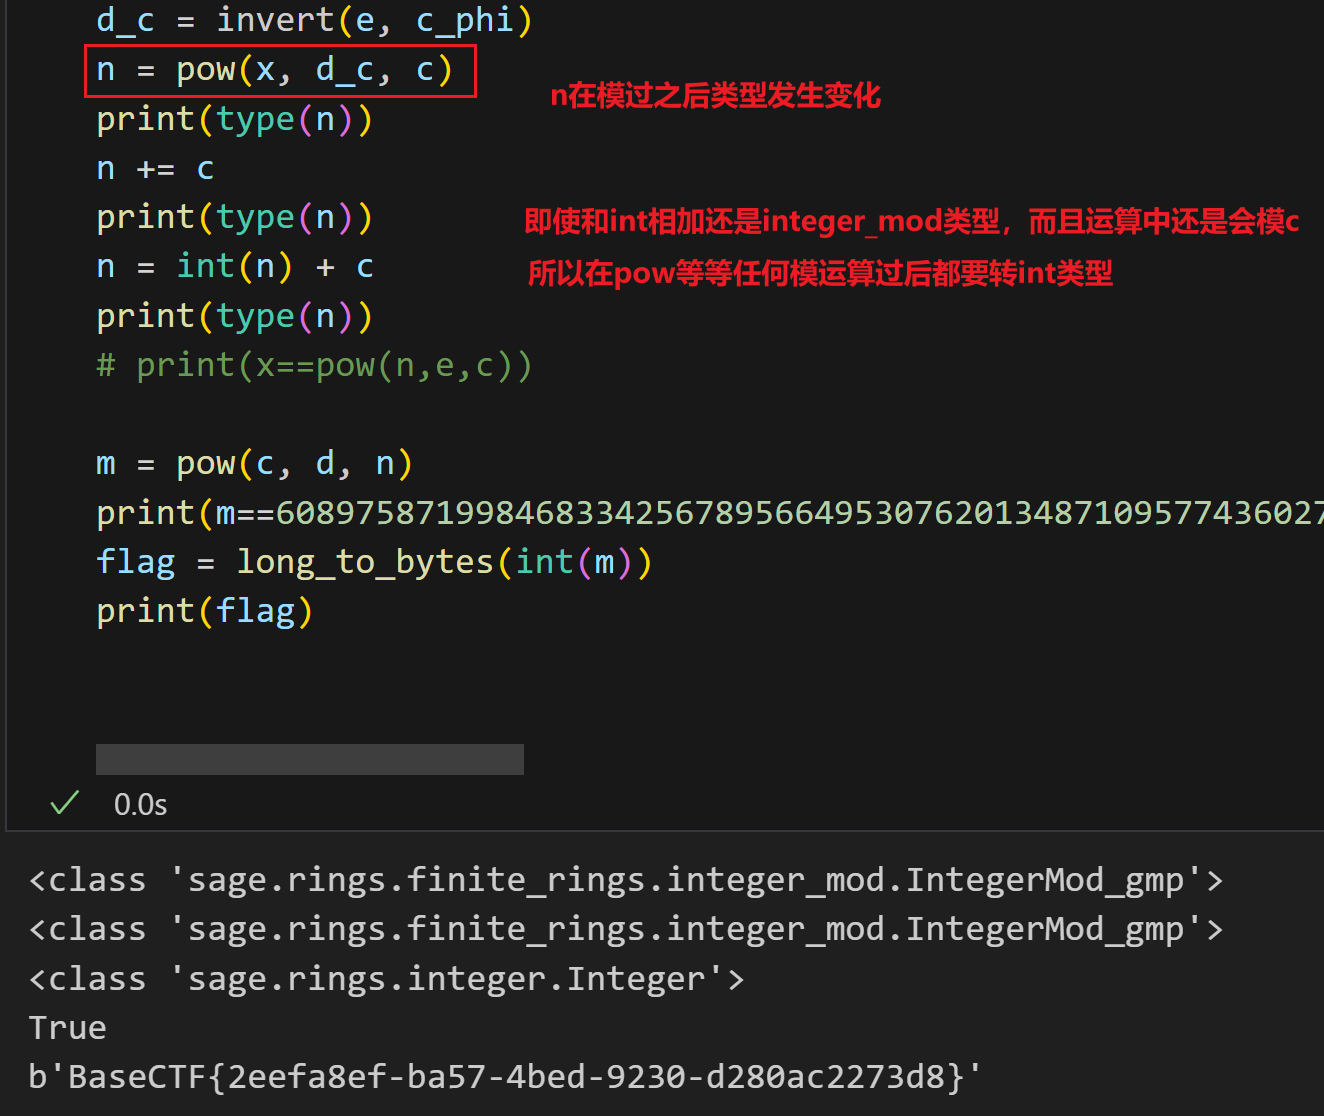 d_c = invert(e, c_phi)
n = pow(x, d_c, c)
n在模过之后类型发生变化
print(type(n))
n += c
print(type(n))
即使和int相加还是integer_mod类型，而且运算中还是会模c
n = int(n) + c
所以在pow等等任何模运算过后都要转int类型
print(type(n))
# print(x==pow(n,e,c))
m = pow(c, d, n)
print(m==60897587199846833425678956649530762013487109577436027
flag = long_to_bytes(int(m))
print(flag)
0.0s
<class 'sage.rings.finite_rings.integer_mod.IntegerMod_gmp'>
<class 'sage.rings.finite_rings.integer_mod.IntegerMod_gmp'>
<class 'sage.rings.integer.Integer'>
True
b'BaseCTF{2eefa8ef-ba57-4bed-9230-d280ac2273d8}'